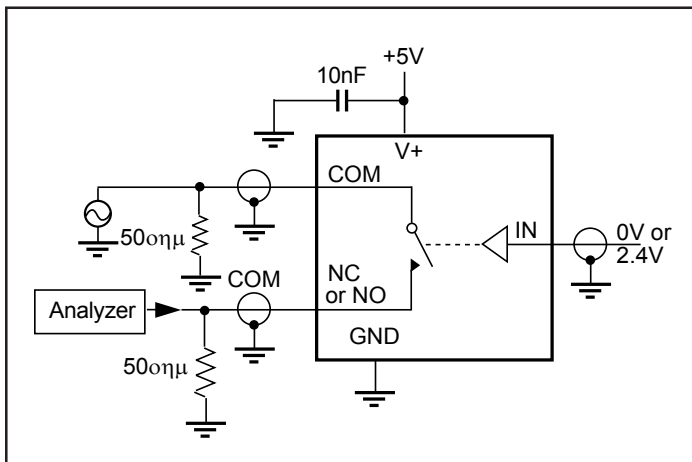 +5V
10nF
V+
COM
IN
0V or
2.4V
50οημ
COM
NC
or NO
Analyzer
GND
50οημ